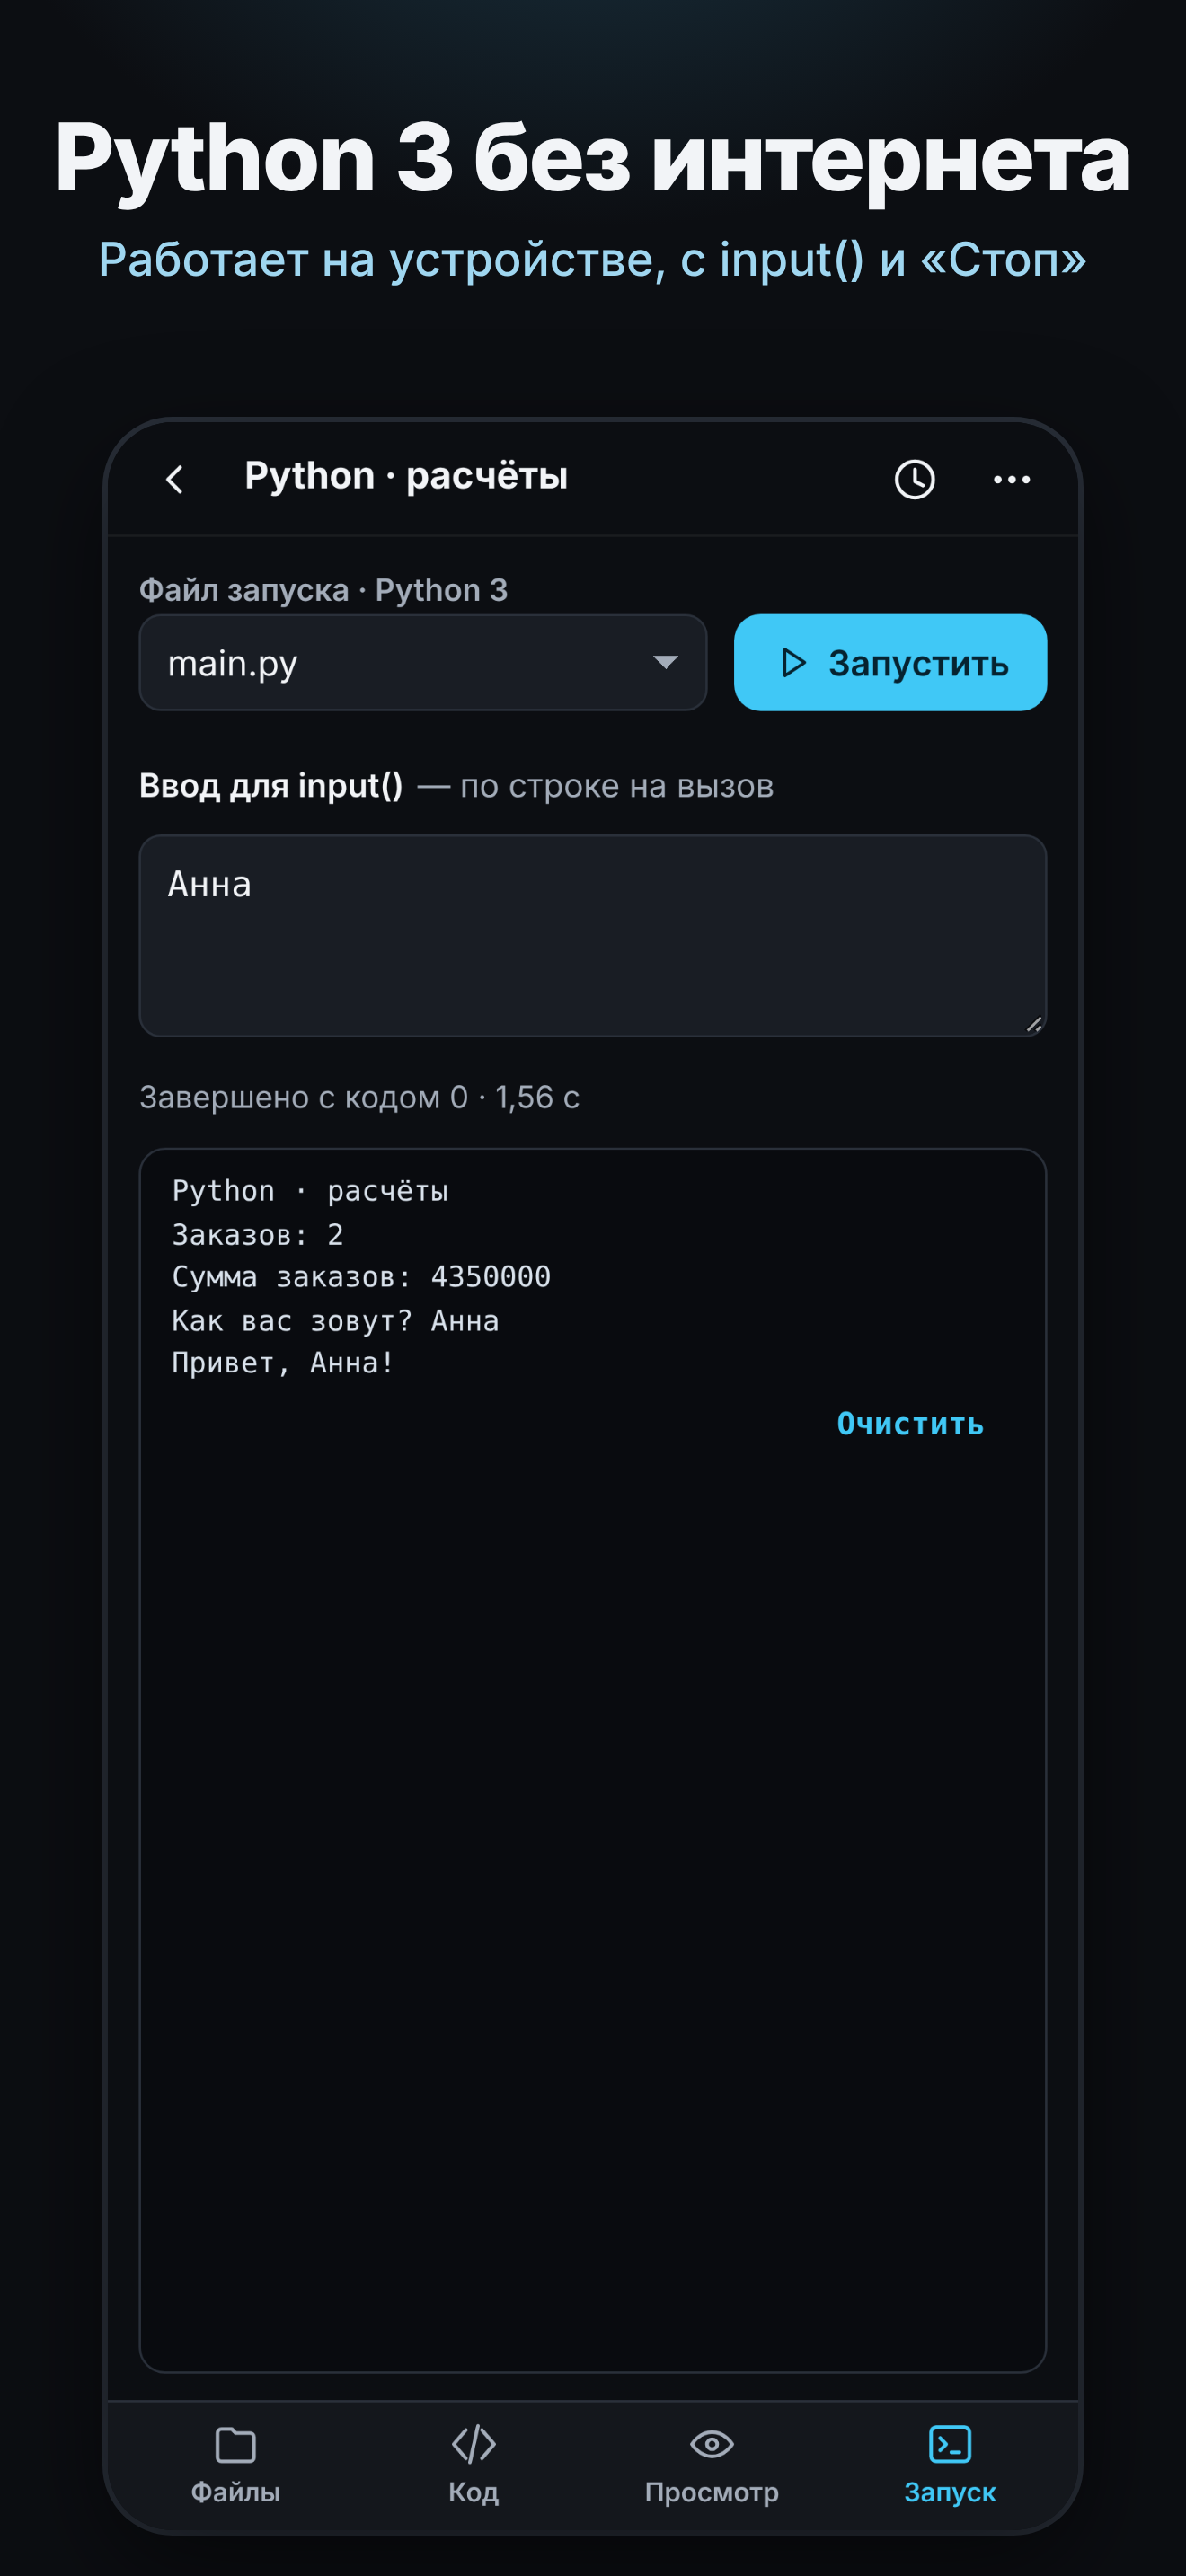 Python 3 без интернета
Работает на устройстве, с input() и «Стоп»
Python · расчёты
Файл запуска · Python 3
main.py
Запустить
Ввод для input() — по строке на вызов
Анна
Завершено с кодом 0 · 1,56 с
Python · расчёты
Заказов: 2
Сумма заказов: 4350000
Как вас зовут? Анна
Привет, Анна!
Очистить
Файлы
Код
Просмотр
Запуск